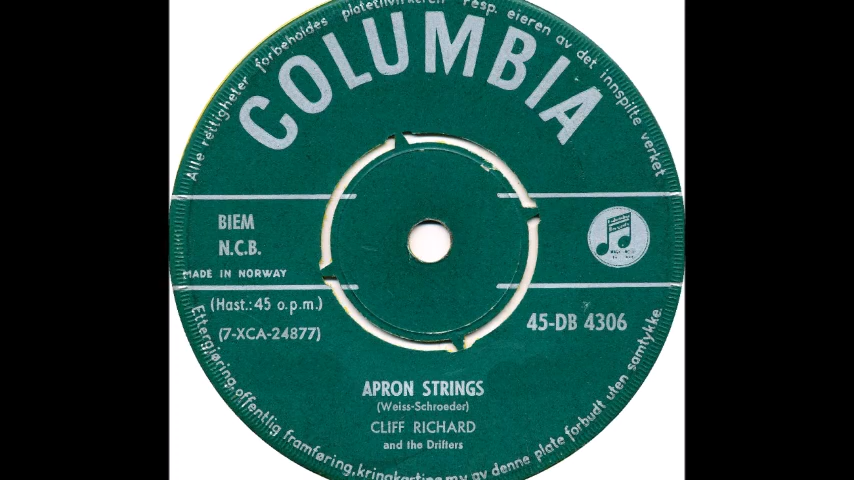 Alle rettigheter forbeholdes platetilvirkeren resp. eieren av det innspilte verket
COLUMBIA
BIEM
N.C.B.
MADE IN NORWAY
(Hast.: 45 o.p.m.)
(7-XCA-24877)
45-DB 4306
APRON STRINGS
(Weiss-Schroeder)
CLIFF RICHARD
and the Drifters
Ettergjøring, offentlig framføring, kringkasting m.v. av denne plate forbudt uten samtykke